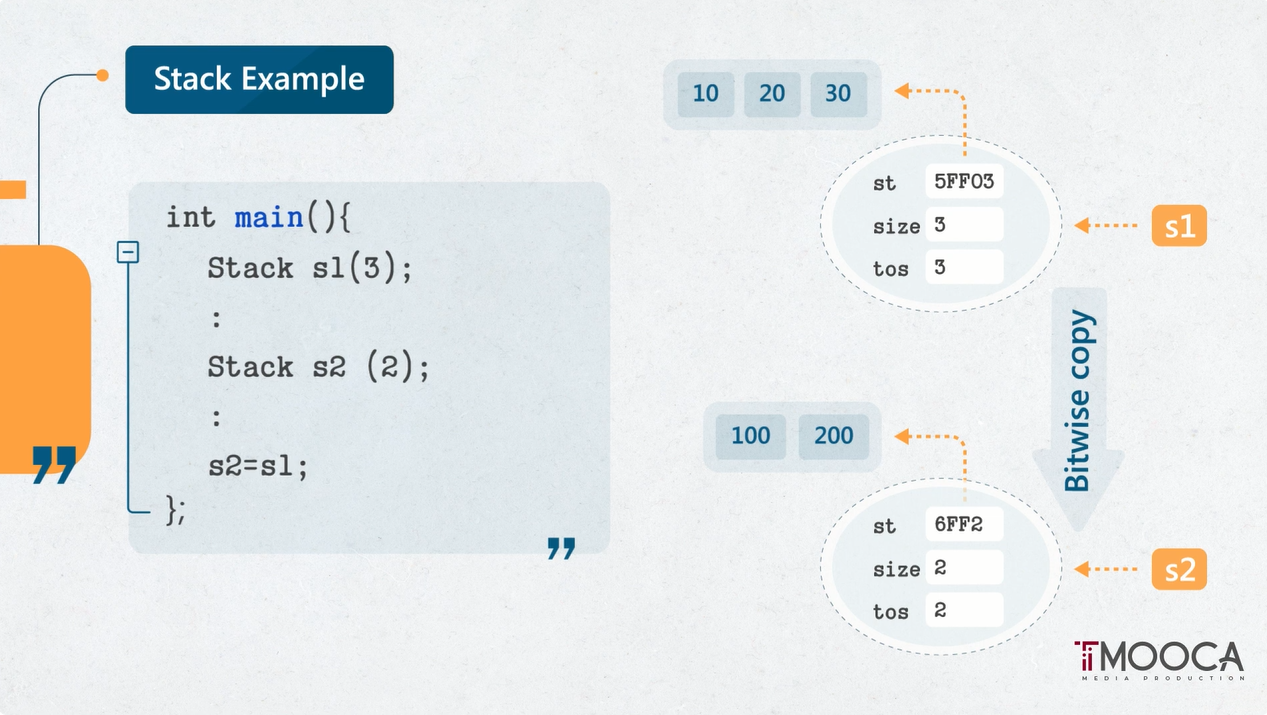 Stack Example
int main(){
Stack s1(3);
:
Stack s2 (2);
:
s2=s1;
};
10 20 30
st 5FF03
size 3
tos 3
s1
Bitwise copy
100 200
st 6FF2
size 2
tos 2
s2
TiMOOCA
MEDIA PRODUCTION